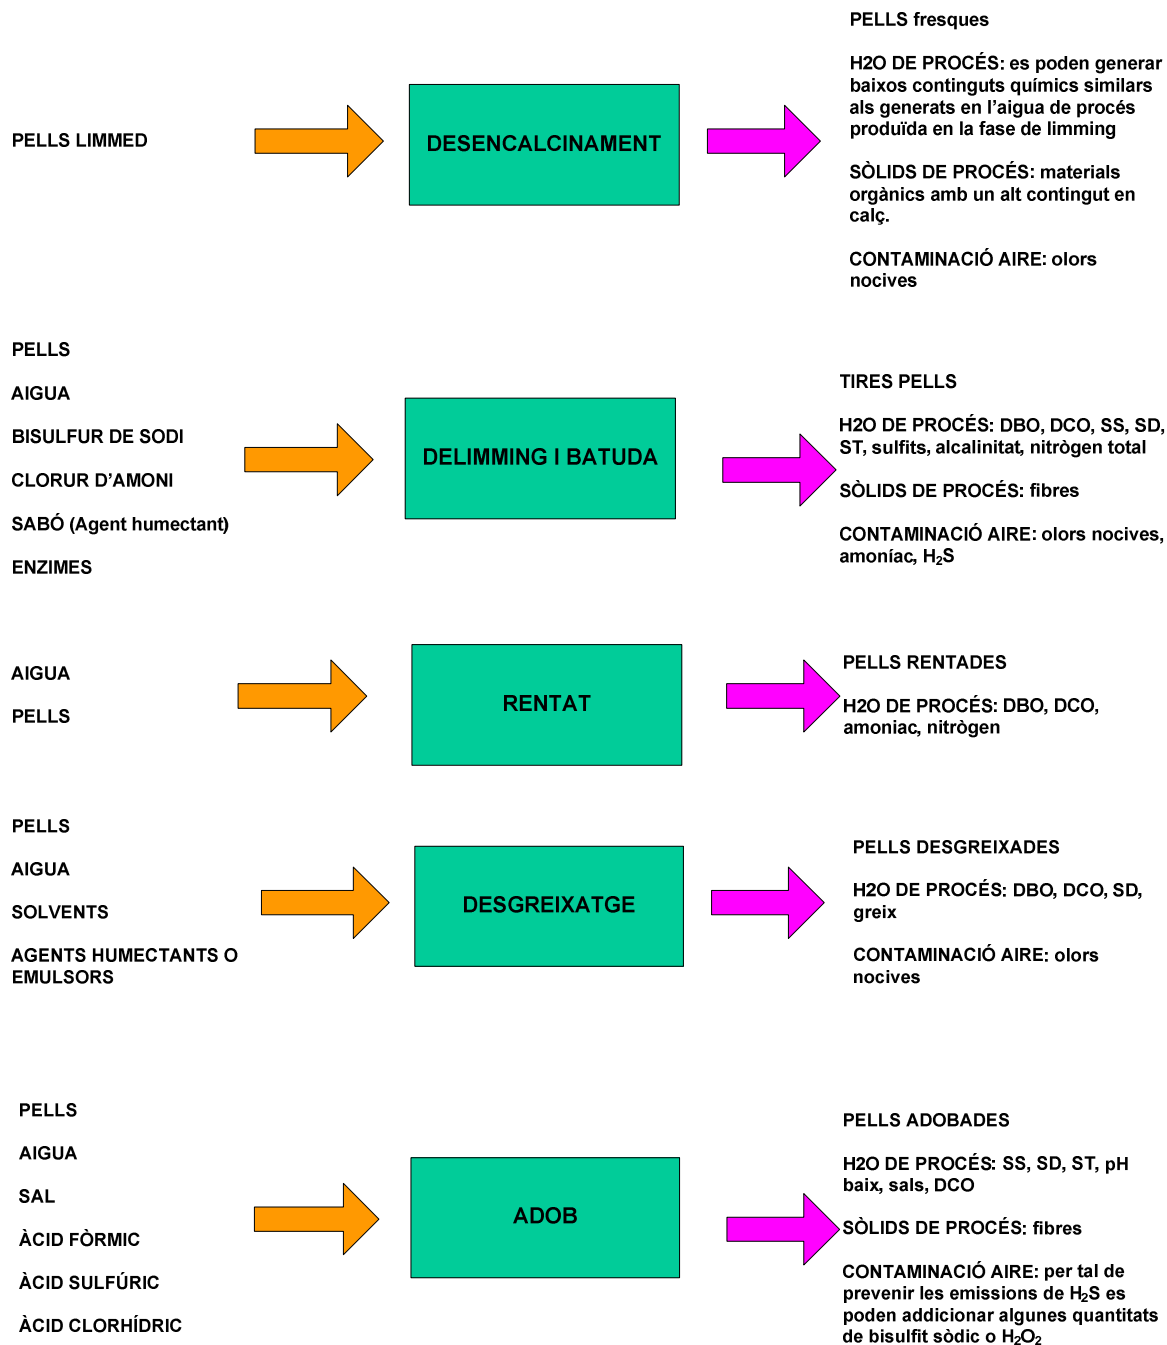 PELLS LIMMED
DESENCALCINAMENT
PELLS fresques
H2O DE PROCÉS: es poden generar
baixos continguts químics similars
als generats en l'aigua de procés
produïda en la fase de limming
SÒLIDS DE PROCÉS: materials
orgànics amb un alt contingut en
calç.
CONTAMINACIÓ AIRE: olors
nocives
PELLS
AIGUA
BISULFUR DE SODI
CLORUR D'AMONI
SABÓ (Agent humectant)
ENZIMES
DELIMMING I BATUDA
TIRES PELLS
H2O DE PROCÉS: DBO, DCO, SS, SD,
ST, sulfits, alcalinitat, nitrògen total
SÒLIDS DE PROCÉS: fibres
CONTAMINACIÓ AIRE: olors nocives,
amoníac, H₂S
AIGUA
PELLS
RENTAT
PELLS RENTADES
H2O DE PROCÉS: DBO, DCO,
amoniac, nitrògen
PELLS
AIGUA
SOLVENTS
AGENTS HUMECTANTS O
EMULSORS
DESGREIXATGE
PELLS DESGREIXADES
H2O DE PROCÉS: DBO, DCO, SD,
greix
CONTAMINACIÓ AIRE: olors
nocives
PELLS
AIGUA
SAL
ÀCID FÒRMIC
ÀCID SULFÚRIC
ÀCID CLORHÍDRIC
ADOB
PELLS ADOBADES
H2O DE PROCÉS: SS, SD, ST, pH
baix, sals, DCO
SÒLIDS DE PROCÉS: fibres
CONTAMINACIÓ AIRE: per tal de
prevenir les emissions de H₂S es
poden addicionar algunes quantitats
de bisulfit sòdic o H₂O₂